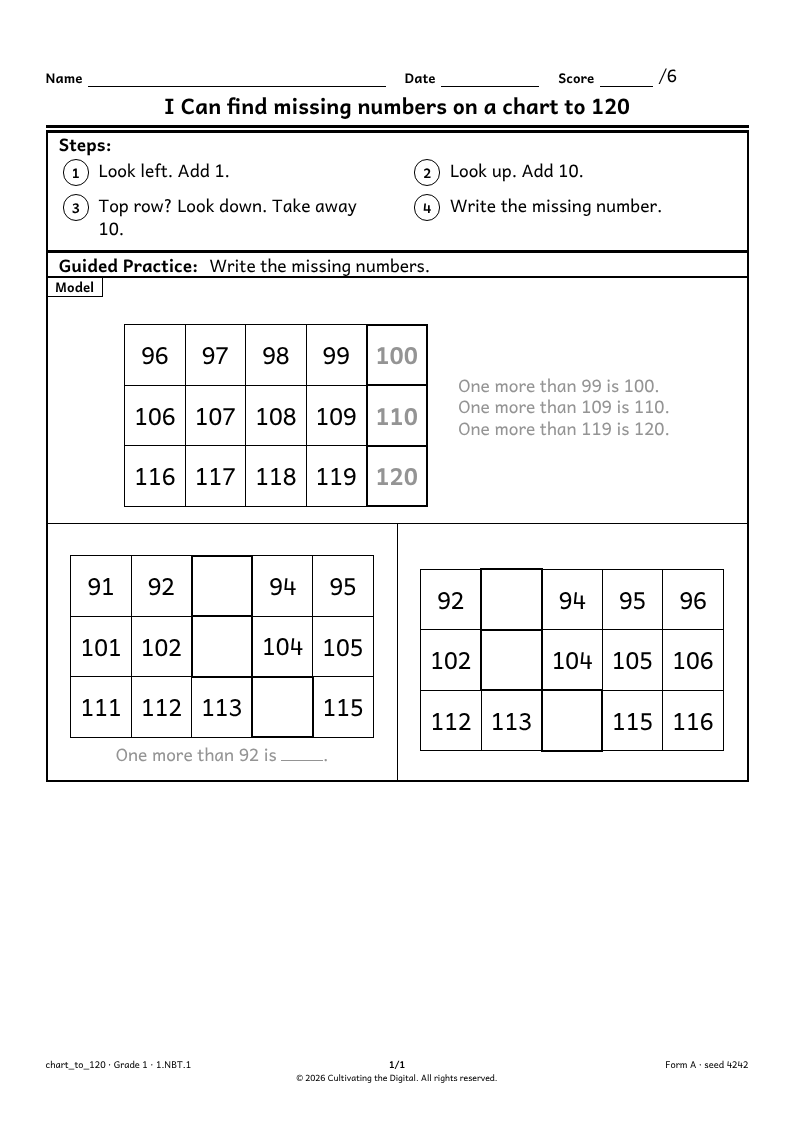 Name Date Score /6
I Can find missing numbers on a chart to 120
Steps:
1 Look left. Add 1.
2 Look up. Add 10.
3 Top row? Look down. Take away
10.
4 Write the missing number.
Guided Practice: Write the missing numbers.
Model
96 97 98 99 100
106 107 108 109 110
116 117 118 119 120
One more than 99 is 100.
One more than 109 is 110.
One more than 119 is 120.
91 92 94 95
101 102 104 105
111 112 113 115
One more than 92 is ____.
92 94 95 96
102 104 105 106
112 113 115 116
chart_to_120 · Grade 1 · 1.NBT.1
1/1
Form A · seed 4242
© 2026 Cultivating the Digital. All rights reserved.